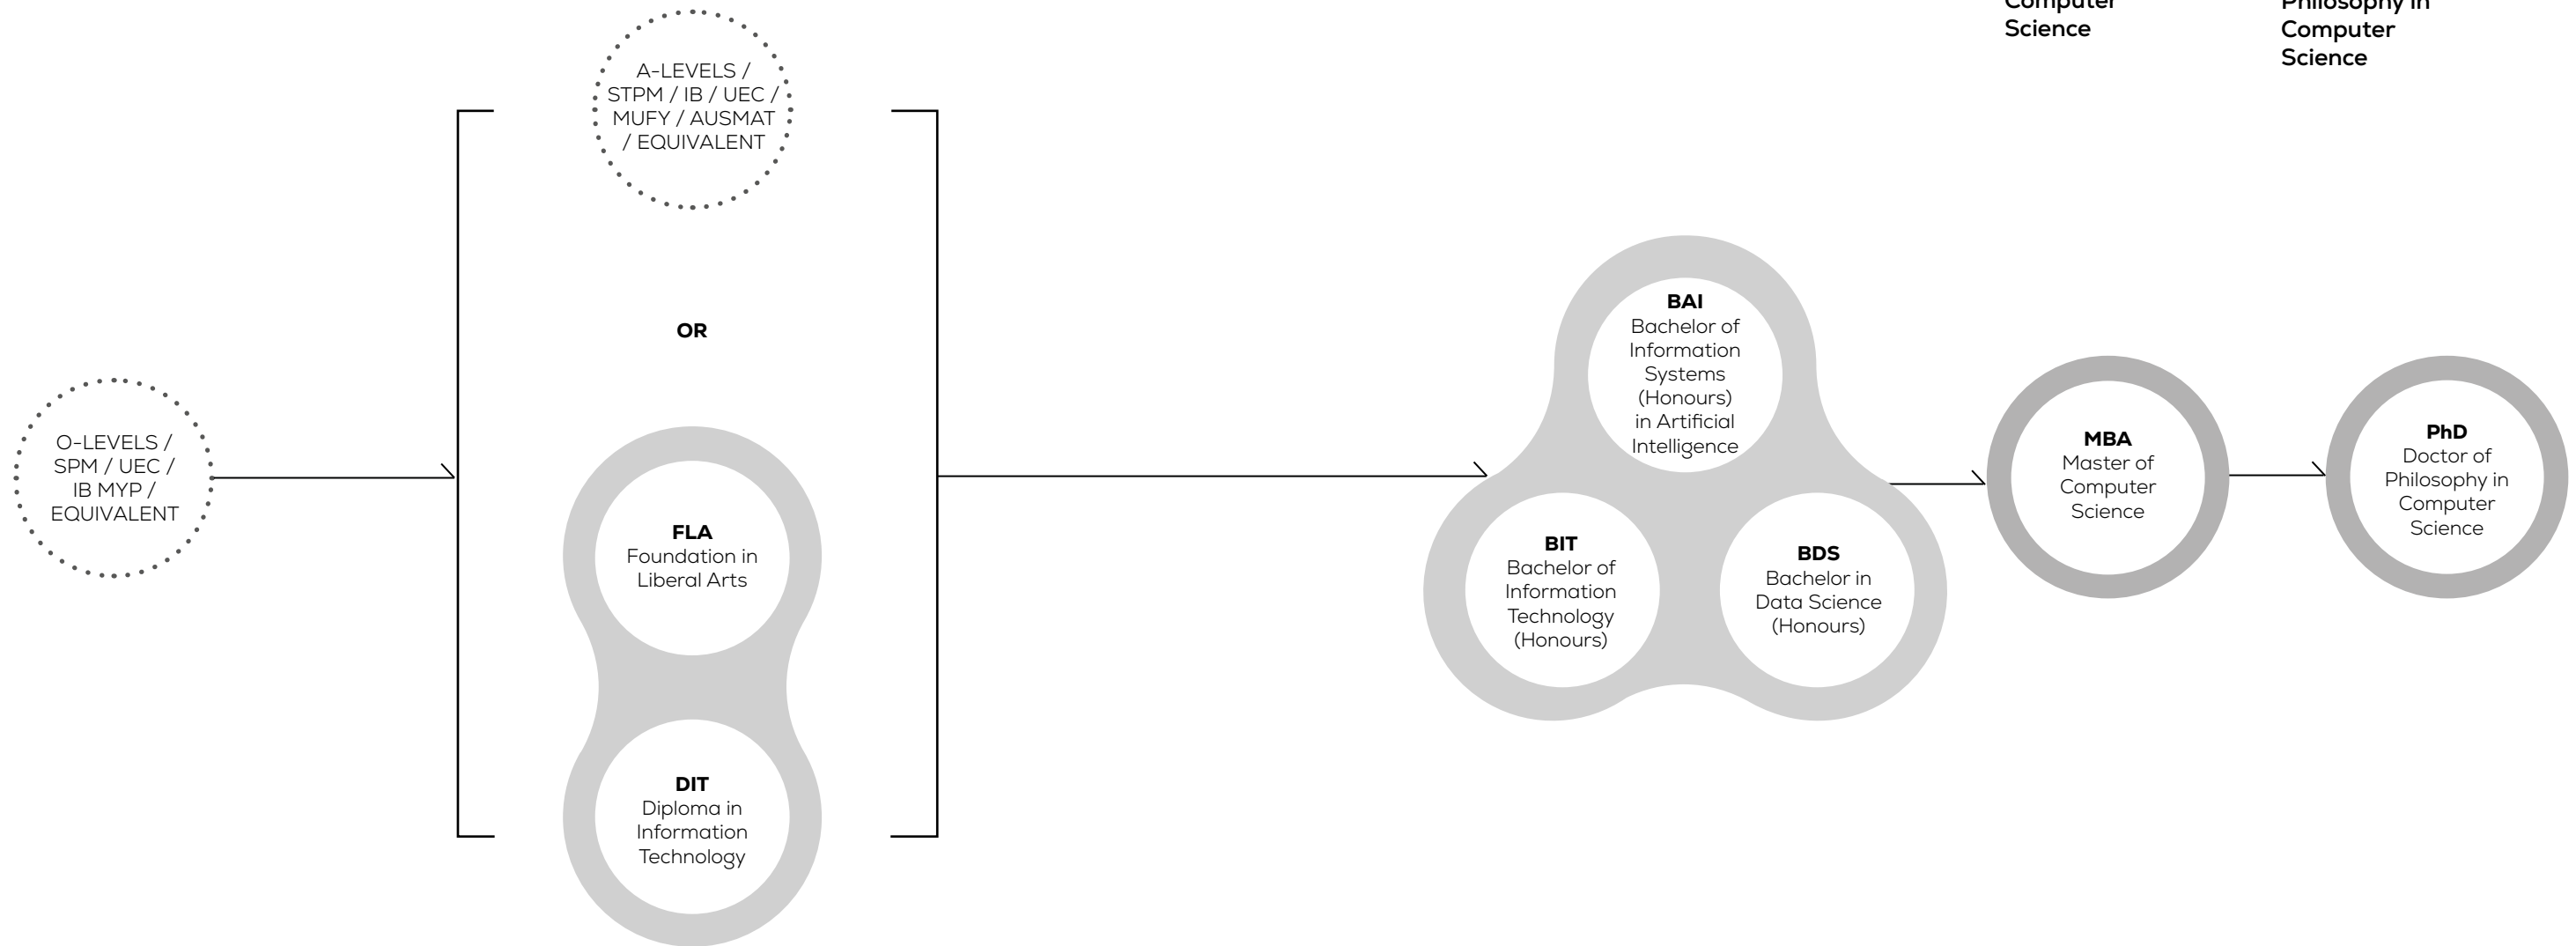 Computer
Science
Philosophy in
Computer
Science
A-LEVELS /
STPM / IB / UEC /
MUFY / AUSMAT
/ EQUIVALENT
OR
O-LEVELS /
SPM / UEC /
IB MYP /
EQUIVALENT
FLA
Foundation in
Liberal Arts
DIT
Diploma in
Information
Technology
BAI
Bachelor of
Information
Systems
(Honours)
in Artificial
Intelligence
BIT
Bachelor of
Information
Technology
(Honours)
BDS
Bachelor in
Data Science
(Honours)
MBA
Master of
Computer
Science
PhD
Doctor of
Philosophy in
Computer
Science